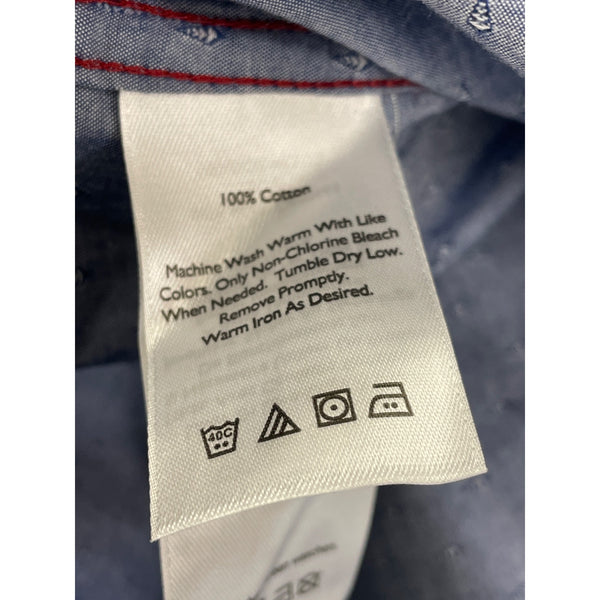 100% Cotton
Machine Wash Warm With Like
Colors. Only Non-Chlorine Bleach
When Needed. Tumble Dry Low.
Remove Promptly.
Warm Iron As Desired.
40C